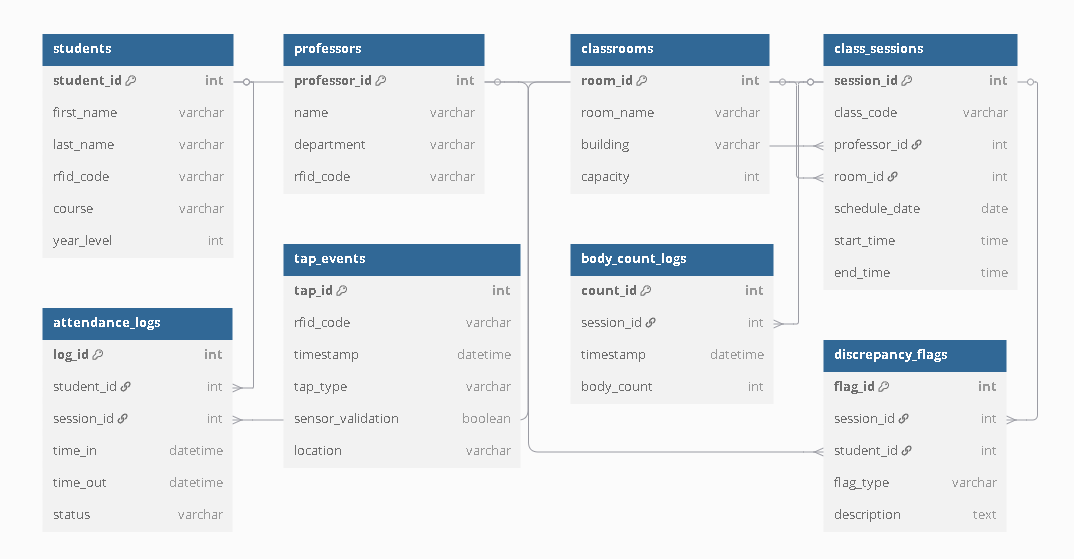 students
student_id int
first_name varchar
last_name varchar
rfid_code varchar
course varchar
year_level int
professors
professor_id int
name varchar
department varchar
rfid_code varchar
classrooms
room_id int
room_name varchar
building varchar
capacity int
class_sessions
session_id int
class_code varchar
professor_id int
room_id int
schedule_date date
start_time time
end_time time
tap_events
tap_id int
rfid_code varchar
timestamp datetime
tap_type varchar
sensor_validation boolean
location varchar
body_count_logs
count_id int
session_id int
timestamp datetime
body_count int
attendance_logs
log_id int
student_id int
session_id int
time_in datetime
time_out datetime
status varchar
discrepancy_flags
flag_id int
session_id int
student_id int
flag_type varchar
description text